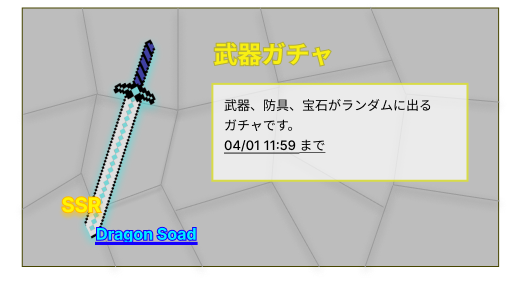 武器ガチャ
武器、防具、宝石がランダムに出る
ガチャです。
04/01 11:59 まで
SSR
Dragon Soad